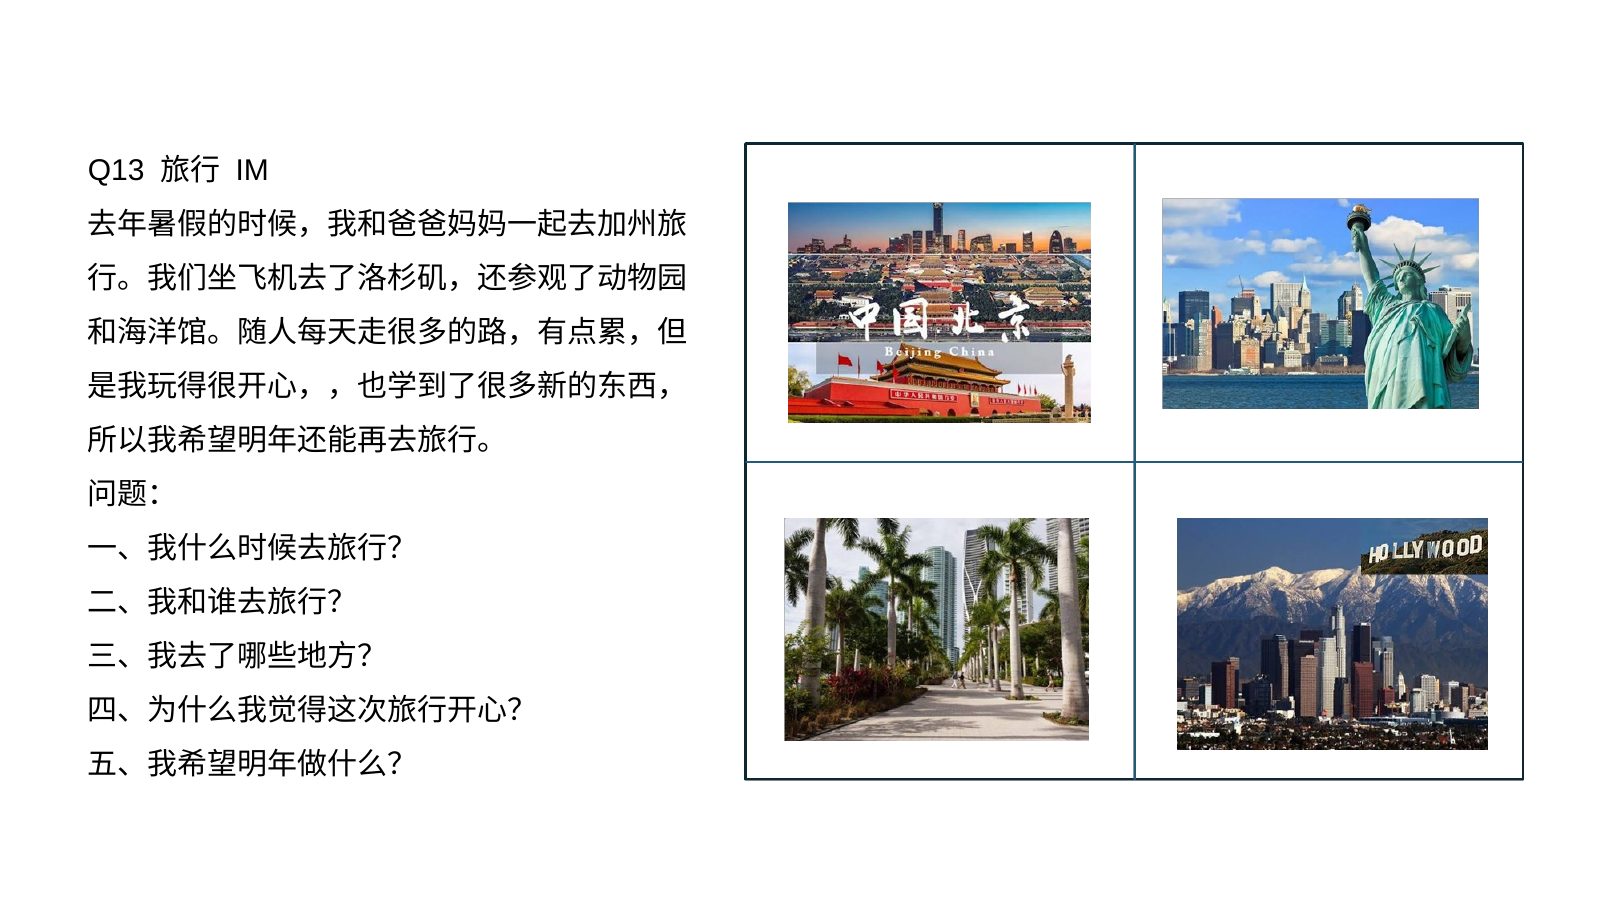 Q13 旅行 IM
去年暑假的时候，我和爸爸妈妈一起去加州旅
行。我们坐飞机去了洛杉矶，还参观了动物园
和海洋馆。随人每天走很多的路，有点累，但
是我玩得很开心，，也学到了很多新的东西，
所以我希望明年还能再去旅行。
问题：
一、我什么时候去旅行？
二、我和谁去旅行？
三、我去了哪些地方？
四、为什么我觉得这次旅行开心？
五、我希望明年做什么？
中国北京
Beijing China
HOLLYWOOD